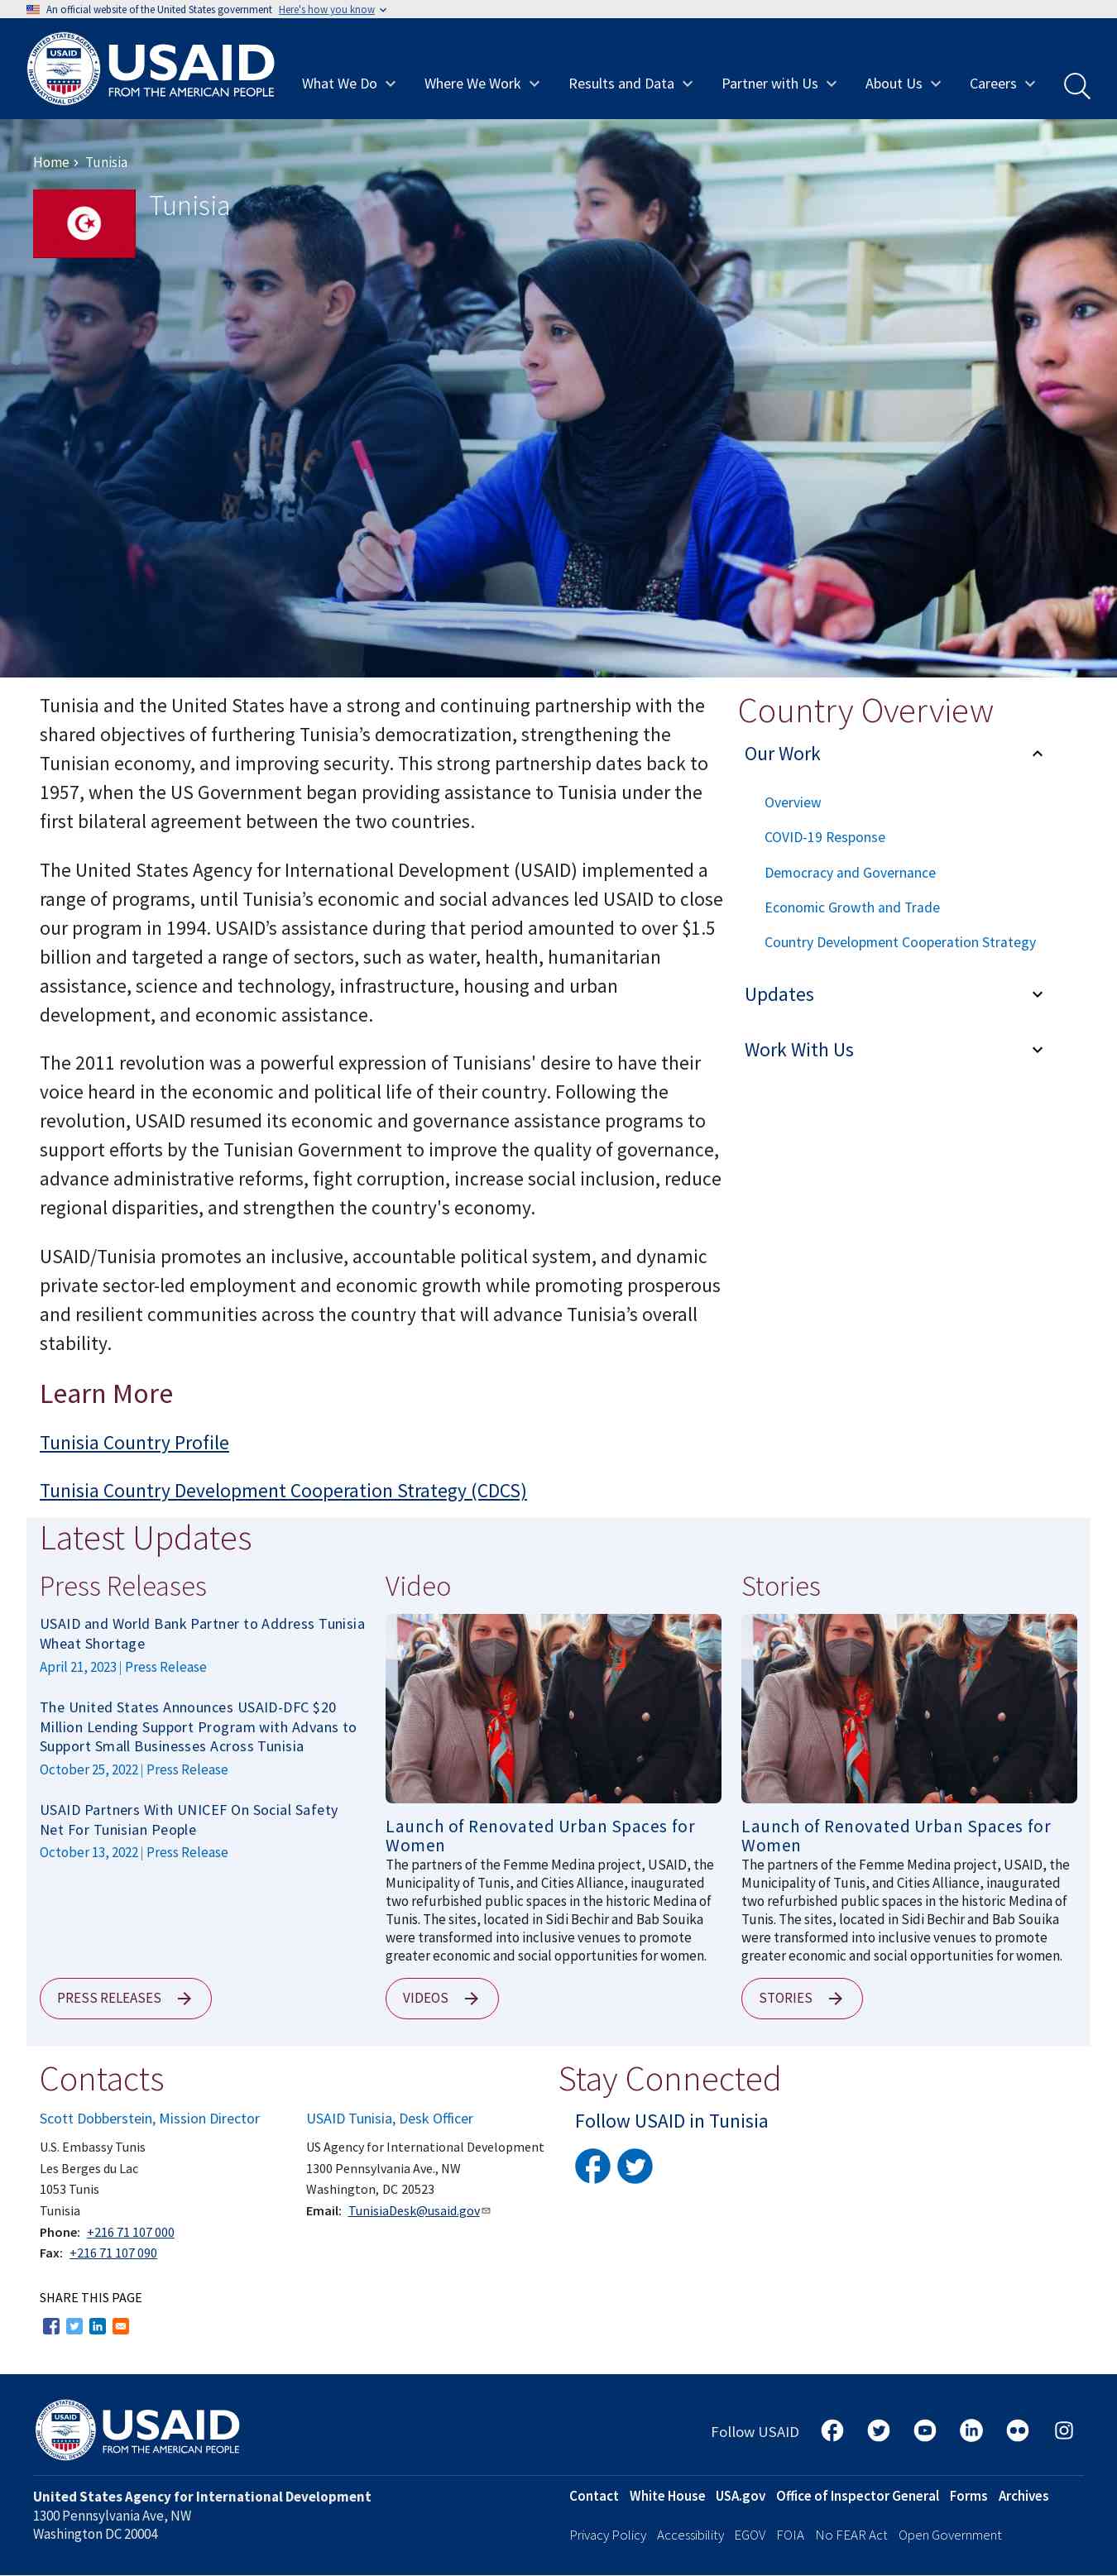 An official website of the United States government Here's how you know
USAID
USAID
FROM THE AMERICAN PEOPLE
What We Do
Where We Work
Results and Data
Partner with Us
About Us
Careers
Home › Tunisia
Tunisia
Tunisia and the United States have a strong and continuing partnership with the
shared objectives of furthering Tunisia’s democratization, strengthening the
Tunisian economy, and improving security. This strong partnership dates back to
1957, when the US Government began providing assistance to Tunisia under the
first bilateral agreement between the two countries.
The United States Agency for International Development (USAID) implemented a
range of programs, until Tunisia’s economic and social advances led USAID to close
our program in 1994. USAID’s assistance during that period amounted to over $1.5
billion and targeted a range of sectors, such as water, health, humanitarian
assistance, science and technology, infrastructure, housing and urban
development, and economic assistance.
The 2011 revolution was a powerful expression of Tunisians' desire to have their
voice heard in the economic and political life of their country. Following the
revolution, USAID resumed its economic and governance assistance programs to
support efforts by the Tunisian Government to improve the quality of governance,
advance administrative reforms, fight corruption, increase social inclusion, reduce
regional disparities, and strengthen the country's economy.
USAID/Tunisia promotes an inclusive, accountable political system, and dynamic
private sector-led employment and economic growth while promoting prosperous
and resilient communities across the country that will advance Tunisia’s overall
stability.
Learn More
Tunisia Country Profile
Tunisia Country Development Cooperation Strategy (CDCS)
Country Overview
Our Work
Overview
COVID-19 Response
Democracy and Governance
Economic Growth and Trade
Country Development Cooperation Strategy
Updates
Work With Us
Latest Updates
Press Releases
USAID and World Bank Partner to Address Tunisia
Wheat Shortage
April 21, 2023 | Press Release
The United States Announces USAID-DFC $20
Million Lending Support Program with Advans to
Support Small Businesses Across Tunisia
October 25, 2022 | Press Release
USAID Partners With UNICEF On Social Safety
Net For Tunisian People
October 13, 2022 | Press Release
PRESS RELEASES
Video
Launch of Renovated Urban Spaces for
Women
The partners of the Femme Medina project, USAID, the
Municipality of Tunis, and Cities Alliance, inaugurated
two refurbished public spaces in the historic Medina of
Tunis. The sites, located in Sidi Bechir and Bab Souika
were transformed into inclusive venues to promote
greater economic and social opportunities for women.
VIDEOS
Stories
Launch of Renovated Urban Spaces for
Women
The partners of the Femme Medina project, USAID, the
Municipality of Tunis, and Cities Alliance, inaugurated
two refurbished public spaces in the historic Medina of
Tunis. The sites, located in Sidi Bechir and Bab Souika
were transformed into inclusive venues to promote
greater economic and social opportunities for women.
STORIES
Contacts
Scott Dobberstein, Mission Director
U.S. Embassy Tunis
Les Berges du Lac
1053 Tunis
Tunisia
Phone: +216 71 107 000
Fax: +216 71 107 090
USAID Tunisia, Desk Officer
US Agency for International Development
1300 Pennsylvania Ave., NW
Washington, DC 20523
Email: TunisiaDesk@usaid.gov
Stay Connected
Follow USAID in Tunisia
SHARE THIS PAGE
USAID
USAID
FROM THE AMERICAN PEOPLE
Follow USAID
United States Agency for International Development
1300 Pennsylvania Ave, NW
Washington DC 20004
Contact White House USA.gov Office of Inspector General Forms Archives
Privacy Policy Accessibility EGOV FOIA No FEAR Act Open Government